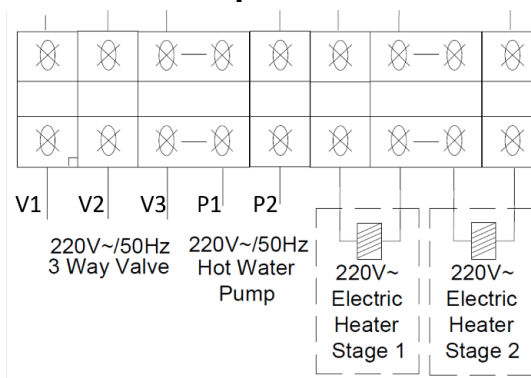 V1 V2 V3 P1 P2
220V~/50Hz
3 Way Valve
220V~/50Hz
Hot Water
Pump
220V~
Electric
Heater
Stage 1
220V~
Electric
Heater
Stage 2